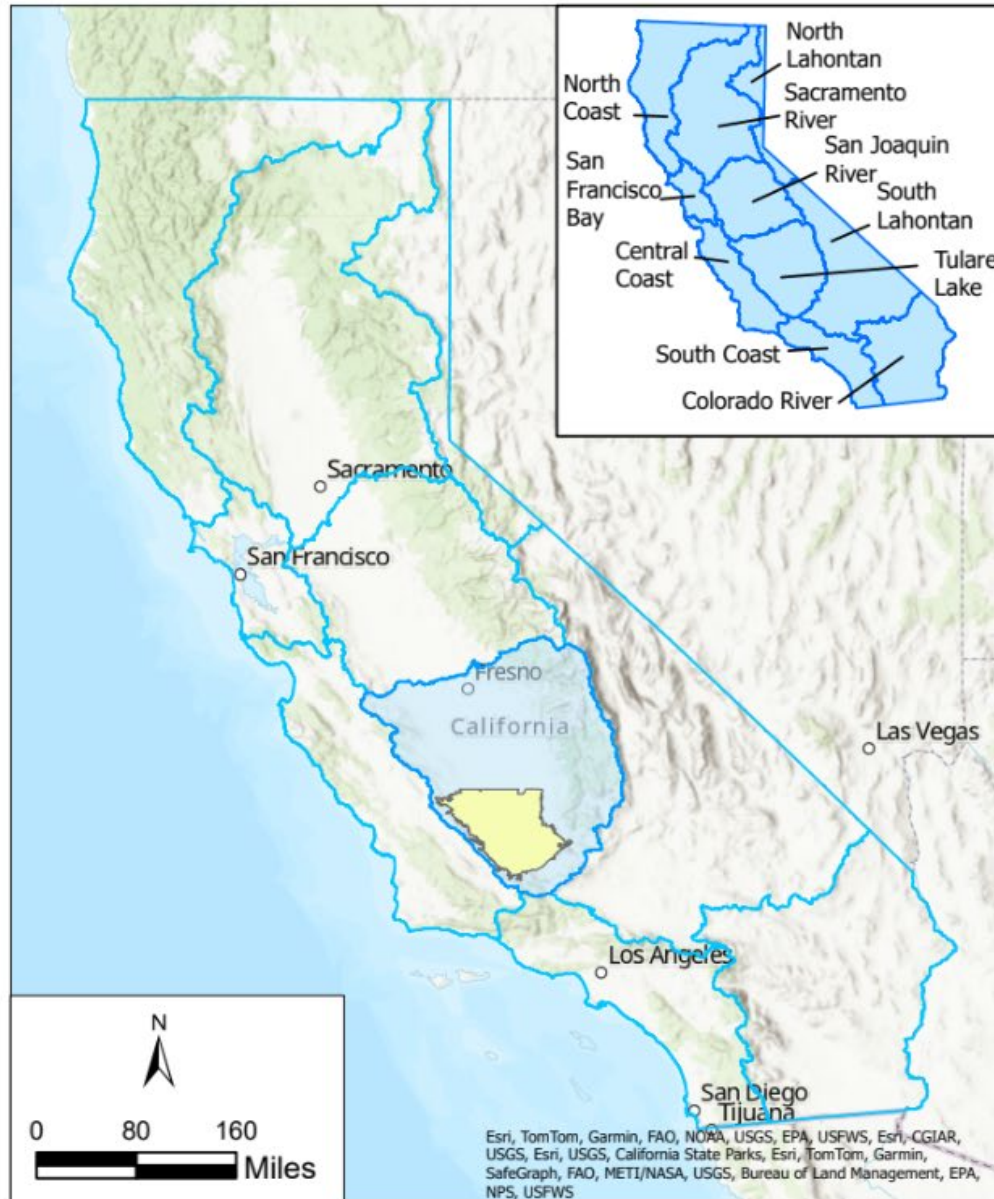 North
Lahontan
North
Coast
Sacramento
River
San Joaquin
River
San
Francisco
Bay
South
Lahontan
Central
Coast
Tulare
Lake
South Coast
Colorado River
Sacramento
San Francisco
Fresno
California
Las Vegas
Los Angeles
San Diego
Tijuana
N
0 80 160
Miles
Esri, TomTom, Garmin, FAO, NOAA, USGS, EPA, USFWS, Esri, CGIAR,
USGS, Esri, USGS, California State Parks, Esri, TomTom, Garmin,
SafeGraph, FAO, METI/NASA, USGS, Bureau of Land Management, EPA,
NPS, USFWS